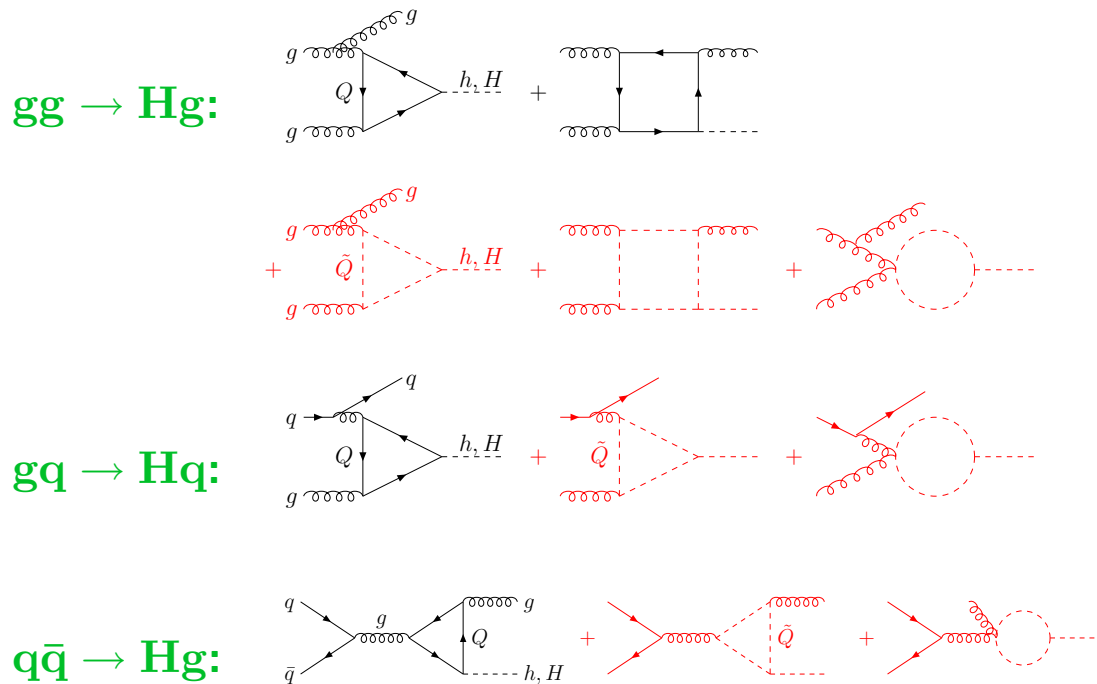 g
g
Q
h, H
+
gg → Hg:
g
g
g
+
Q̃
h, H
+
+
g
q
q
Q
h, H
+
Q̃
+
gq → Hq:
g
q
g
g
Q
+
Q̃
+
qq̄ → Hg:
q̄
h, H